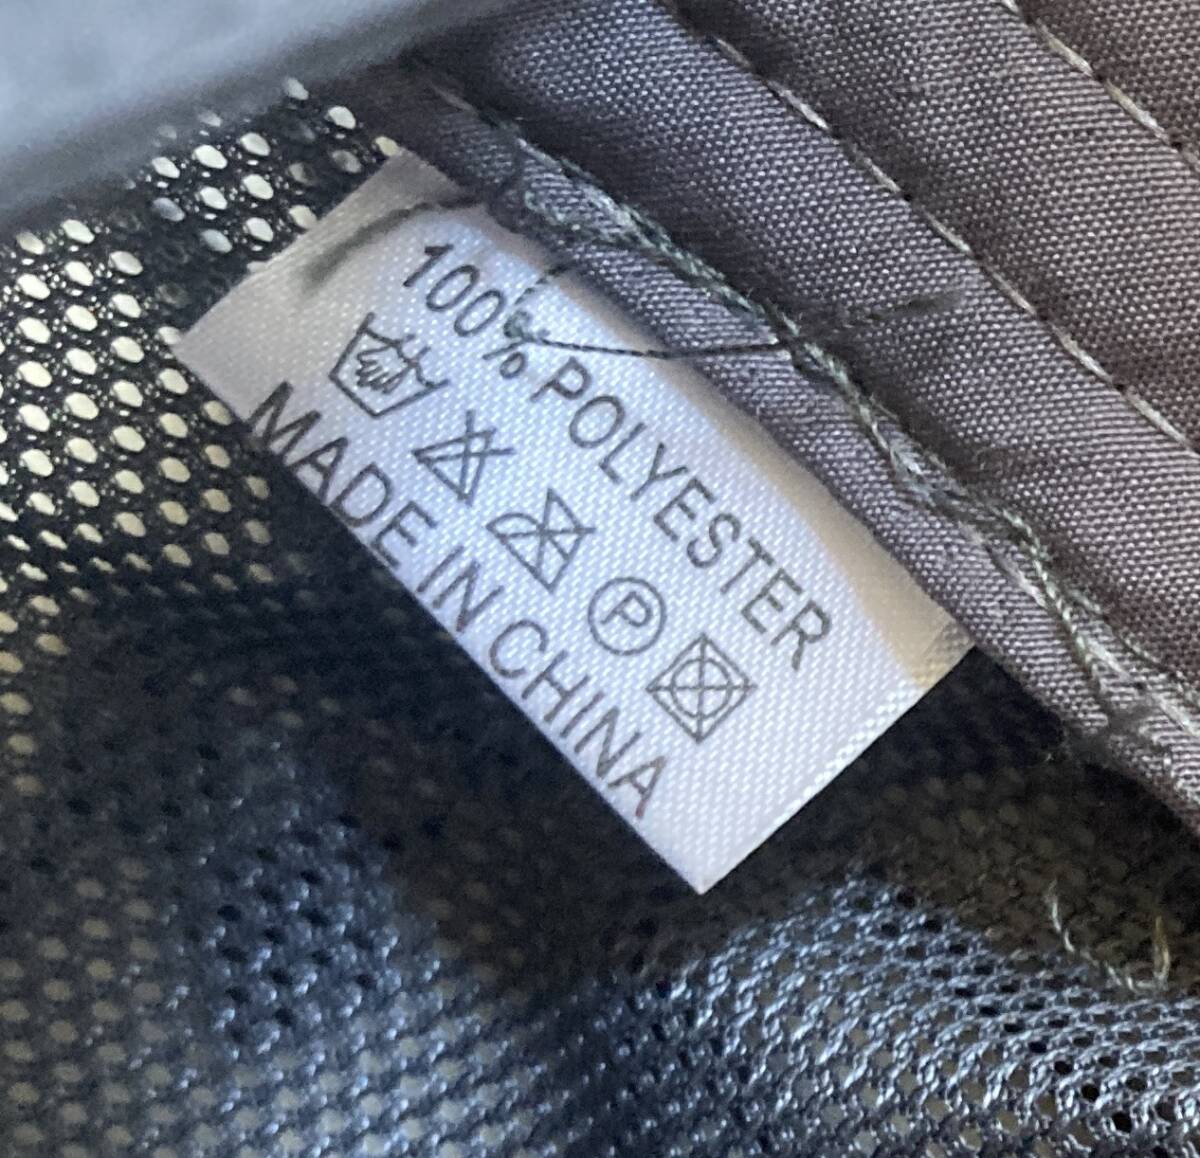 100% POLYESTER
P
MADE IN CHINA